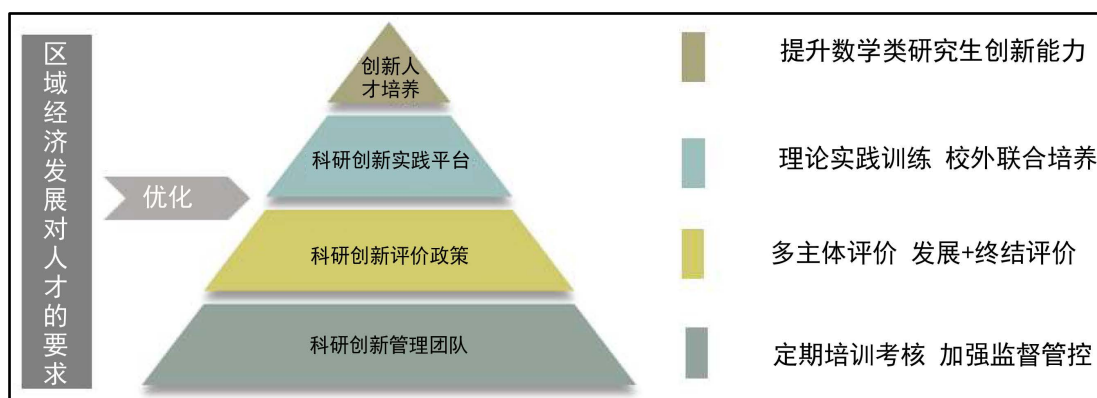 区域经济发展对人才的要求
优化
创新人
才培养
科研创新实践平台
科研创新评价政策
科研创新管理团队
提升数学类研究生创新能力
理论实践训练 校外联合培养
多主体评价 发展+终结评价
定期培训考核 加强监督管控